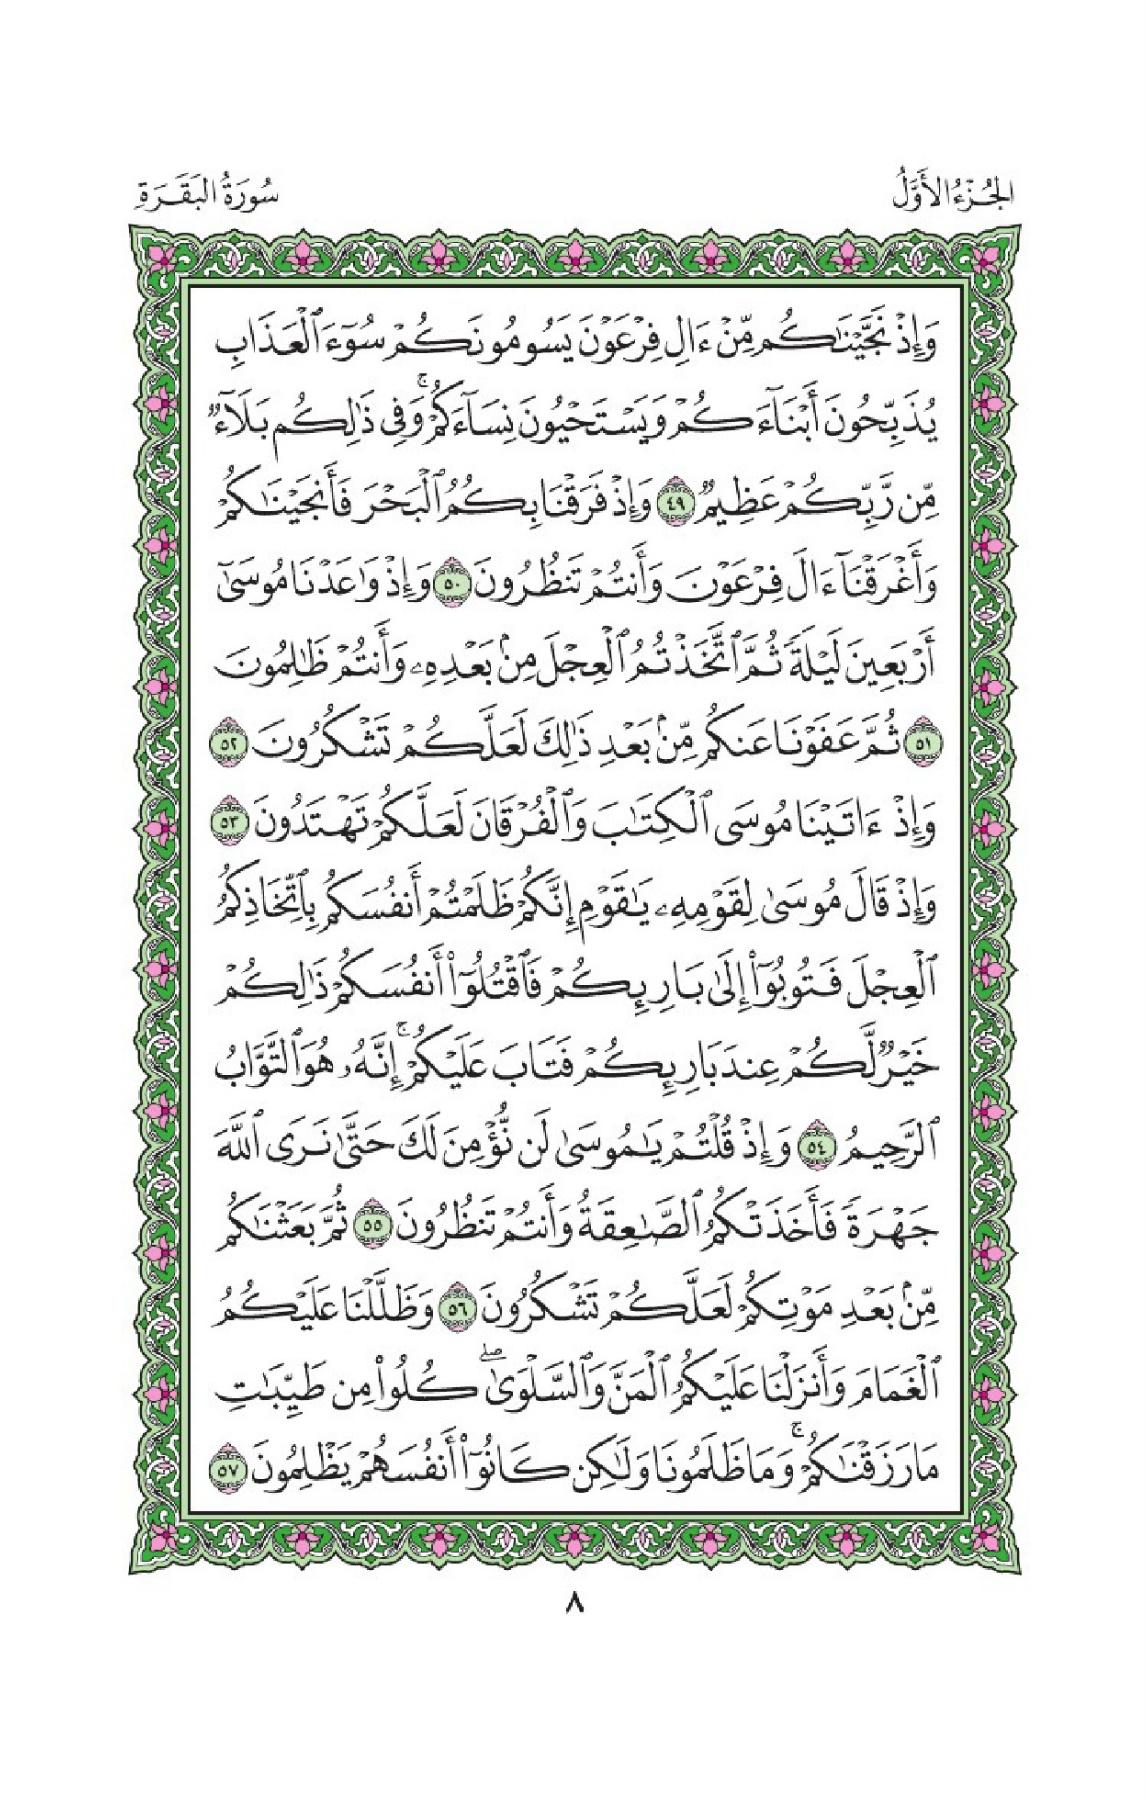 الجُزْءُ الأَوَّلُ
سُورَةُ البَقَرَةِ
وَإِذْ نَجَّيْنَٰكُم مِّنْ ءَالِ فِرْعَوْنَ يَسُومُونَكُمْ سُوٓءَ ٱلْعَذَابِ
يُذَبِّحُونَ أَبْنَآءَكُمْ وَيَسْتَحْيُونَ نِسَآءَكُمْ ۚ وَفِى ذَٰلِكُم بَلَآءٌ
مِّن رَّبِّكُمْ عَظِيمٌ ٤٩ وَإِذْ فَرَقْنَا بِكُمُ ٱلْبَحْرَ فَأَنجَيْنَٰكُمْ
وَأَغْرَقْنَآ ءَالَ فِرْعَوْنَ وَأَنتُمْ تَنظُرُونَ ٥٠ وَإِذْ وَٰعَدْنَا مُوسَىٰٓ
أَرْبَعِينَ لَيْلَةً ثُمَّ ٱتَّخَذْتُمُ ٱلْعِجْلَ مِنۢ بَعْدِهِۦ وَأَنتُمْ ظَٰلِمُونَ
٥١ ثُمَّ عَفَوْنَا عَنكُم مِّنۢ بَعْدِ ذَٰلِكَ لَعَلَّكُمْ تَشْكُرُونَ ٥٢
وَإِذْ ءَاتَيْنَا مُوسَى ٱلْكِتَٰبَ وَٱلْفُرْقَانَ لَعَلَّكُمْ تَهْتَدُونَ ٥٣
وَإِذْ قَالَ مُوسَىٰ لِقَوْمِهِۦ يَٰقَوْمِ إِنَّكُمْ ظَلَمْتُمْ أَنفُسَكُم بِٱتِّخَاذِكُمُ
ٱلْعِجْلَ فَتُوبُوٓا۟ إِلَىٰ بَارِئِكُمْ فَٱقْتُلُوٓا۟ أَنفُسَكُمْ ذَٰلِكُمْ
خَيْرٌ لَّكُمْ عِندَ بَارِئِكُمْ فَتَابَ عَلَيْكُمْ ۚ إِنَّهُۥ هُوَ ٱلتَّوَّابُ
ٱلرَّحِيمُ ٥٤ وَإِذْ قُلْتُمْ يَٰمُوسَىٰ لَن نُّؤْمِنَ لَكَ حَتَّىٰ نَرَى ٱللَّهَ
جَهْرَةً فَأَخَذَتْكُمُ ٱلصَّٰعِقَةُ وَأَنتُمْ تَنظُرُونَ ٥٥ ثُمَّ بَعَثْنَٰكُم
مِّنۢ بَعْدِ مَوْتِكُمْ لَعَلَّكُمْ تَشْكُرُونَ ٥٦ وَظَلَّلْنَا عَلَيْكُمُ
ٱلْغَمَامَ وَأَنزَلْنَا عَلَيْكُمُ ٱلْمَنَّ وَٱلسَّلْوَىٰ ۖ كُلُوا۟ مِن طَيِّبَٰتِ
مَا رَزَقْنَٰكُمْ ۚ وَمَا ظَلَمُونَا وَلَٰكِن كَانُوٓا۟ أَنفُسَهُمْ يَظْلِمُونَ ٥٧
٨